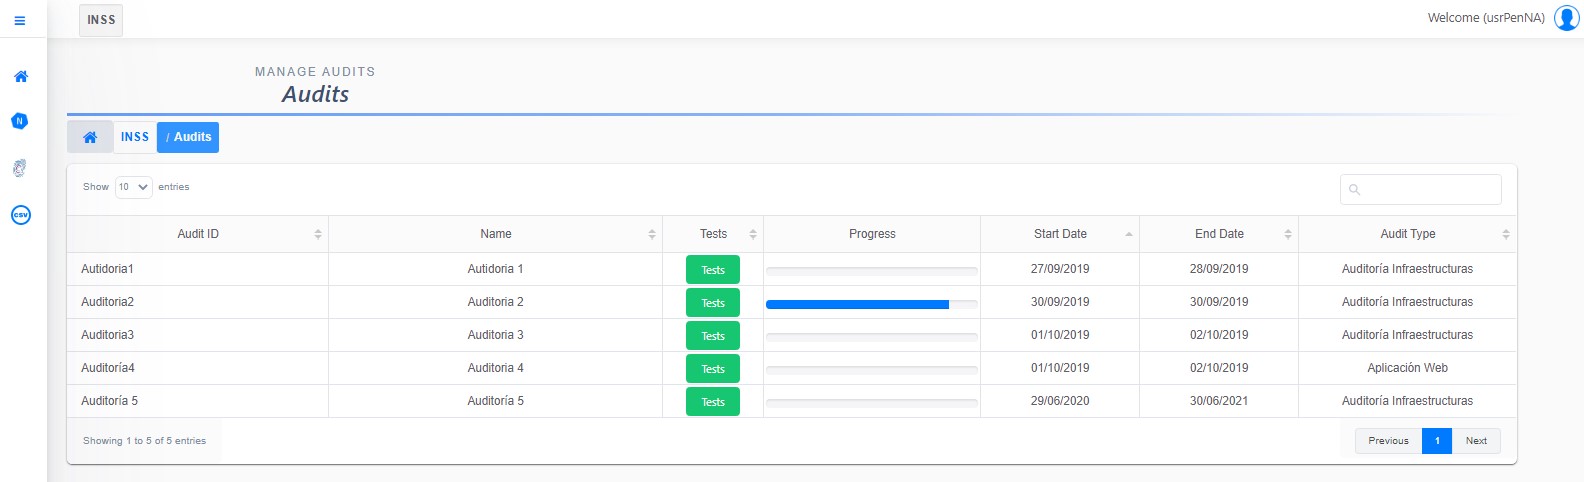 INSS
Welcome (usrPenNA)
MANAGE AUDITS
Audits
INSS / Audits
Show 10 entries
Audit ID Name Tests Progress Start Date End Date Audit Type
Autidoria1 Autidoria 1 Tests 27/09/2019 28/09/2019 Auditoría Infraestructuras
Auditoria2 Auditoria 2 Tests 30/09/2019 30/09/2019 Auditoría Infraestructuras
Auditoria3 Auditoria 3 Tests 01/10/2019 02/10/2019 Auditoría Infraestructuras
Auditoría4 Auditoria 4 Tests 01/10/2019 02/10/2019 Aplicación Web
Auditoría 5 Auditoría 5 Tests 29/06/2020 30/06/2021 Auditoría Infraestructuras
Showing 1 to 5 of 5 entries
Previous 1 Next
N
CSV